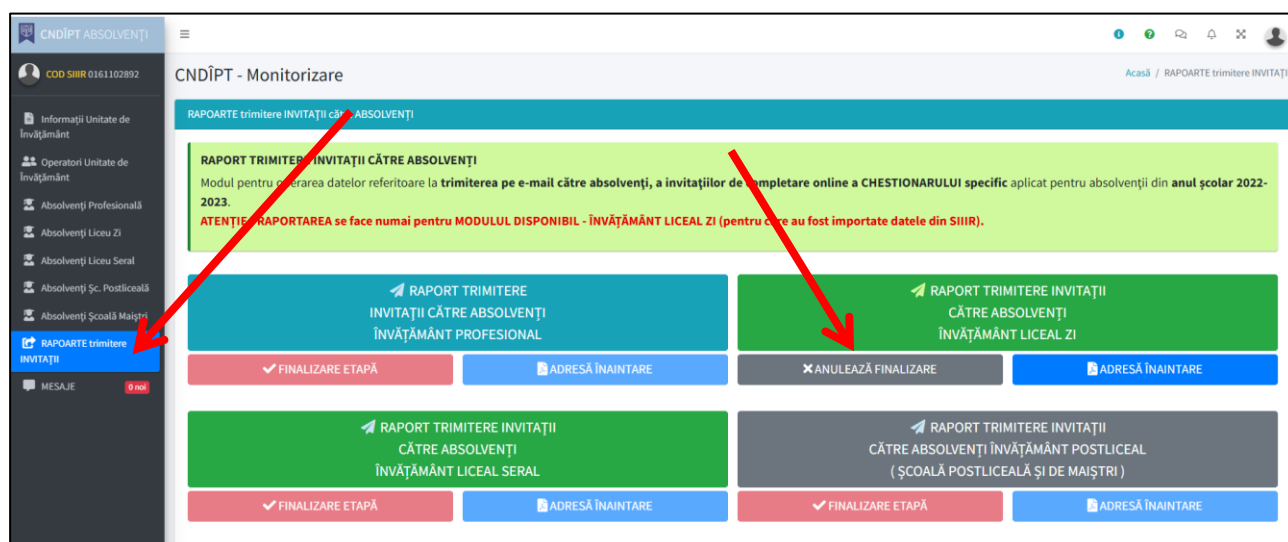 CNDÎPT ABSOLVENȚI
COD SIIIR 0161102892
Informații Unitate de
Învățământ
Operatori Unitate de
Învățământ
Absolvenți Profesională
Absolvenți Liceu Zi
Absolvenți Liceu Seral
Absolvenți Șc. Postliceală
Absolvenți Școală Maiștri
RAPOARTE trimitere
INVITAȚII
MESAJE 0 noi
CNDÎPT - Monitorizare
Acasă / RAPOARTE trimitere INVITAȚI
RAPOARTE trimitere INVITAȚII către ABSOLVENȚI
RAPORT TRIMITERE INVITAȚII CĂTRE ABSOLVENȚI
Modul pentru operarea datelor referitoare la trimiterea pe e-mail către absolvenți, a invitațiilor de completare online a CHESTIONARULUI specific aplicat pentru absolvenții din anul școlar 2022-
2023.
ATENȚIE! RAPORTAREA se face numai pentru MODULUL DISPONIBIL - ÎNVĂȚĂMÂNT LICEAL ZI (pentru care au fost importate datele din SIIIR).
RAPORT TRIMITERE
INVITAȚII CĂTRE ABSOLVENȚI
ÎNVĂȚĂMÂNT PROFESIONAL
FINALIZARE ETAPĂ
ADRESĂ ÎNAINTARE
RAPORT TRIMITERE INVITAȚII
CĂTRE ABSOLVENȚI
ÎNVĂȚĂMÂNT LICEAL ZI
ANULEAZĂ FINALIZARE
ADRESĂ ÎNAINTARE
RAPORT TRIMITERE INVITAȚII
CĂTRE ABSOLVENȚI
ÎNVĂȚĂMÂNT LICEAL SERAL
FINALIZARE ETAPĂ
ADRESĂ ÎNAINTARE
RAPORT TRIMITERE INVITAȚII
CĂTRE ABSOLVENȚI ÎNVĂȚĂMÂNT POSTLICEAL
( ȘCOALĂ POSTLICEALĂ ȘI DE MAIȘTRI )
FINALIZARE ETAPĂ
ADRESĂ ÎNAINTARE